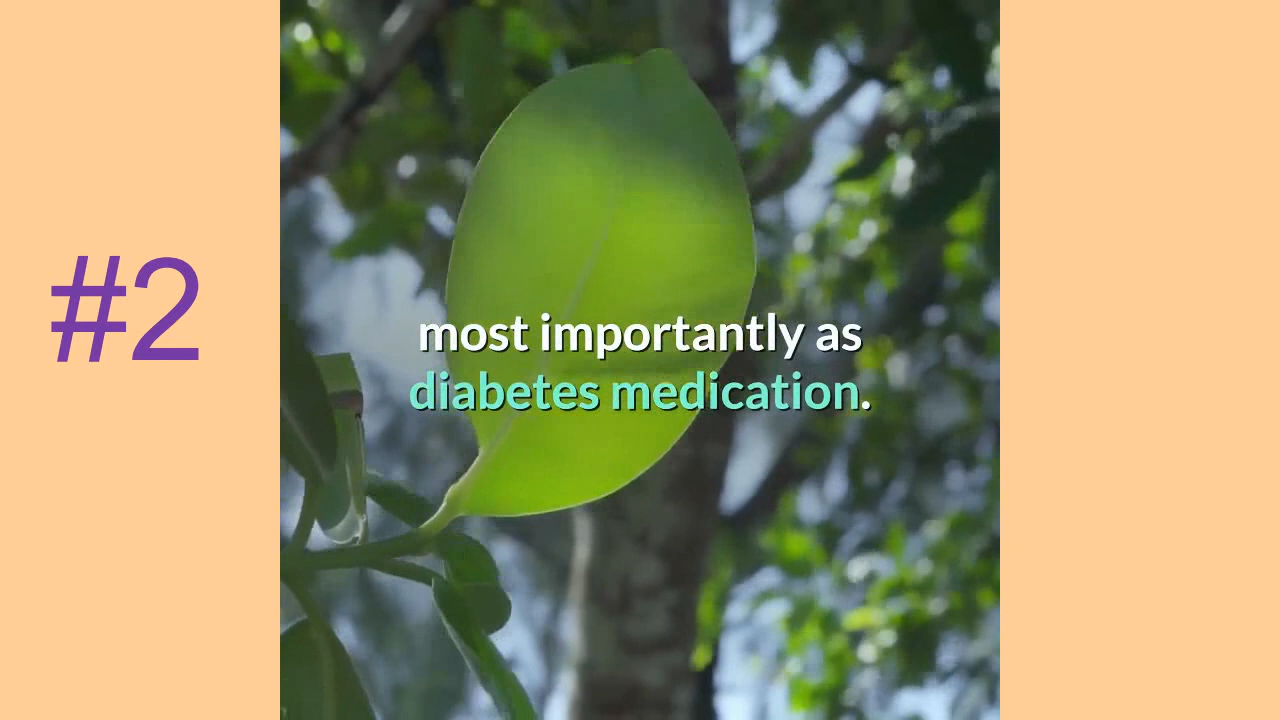 #2
most importantly as
diabetes medication.